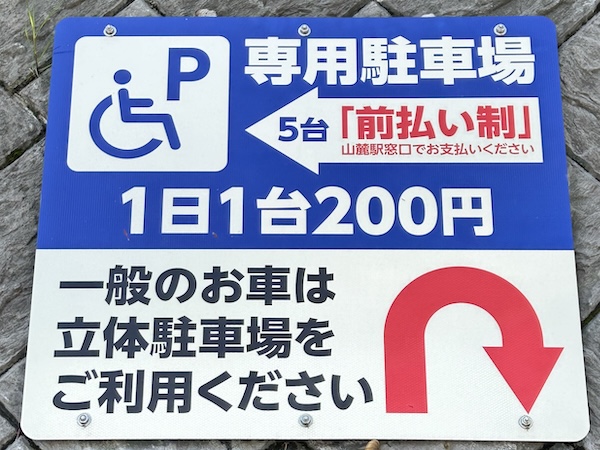 P
専用駐車場
5台「前払い制」
山麓駅窓口でお支払いください
1日1台200円
一般のお車は
立体駐車場を
ご利用ください